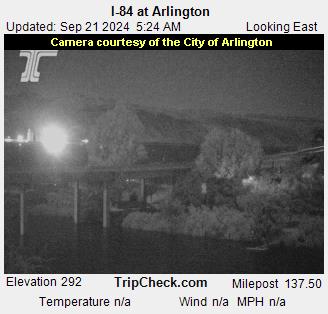 I-84 at Arlington
Updated: Sep 21 2024 5:24 AM Looking East
Camera courtesy of the City of Arlington
Elevation 292 TripCheck.com Milepost 137.50
Temperature n/a Wind n/a MPH n/a